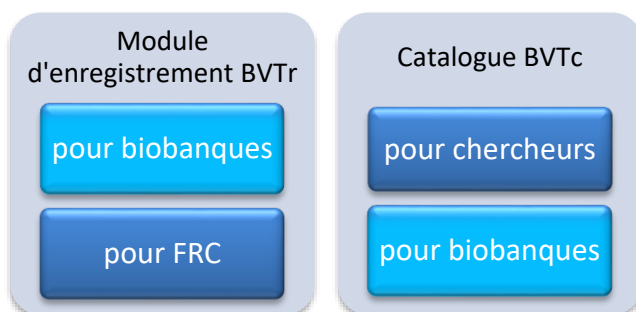 Module
d'enregistrement BVTr
pour biobanques
pour FRC
Catalogue BVTc
pour chercheurs
pour biobanques